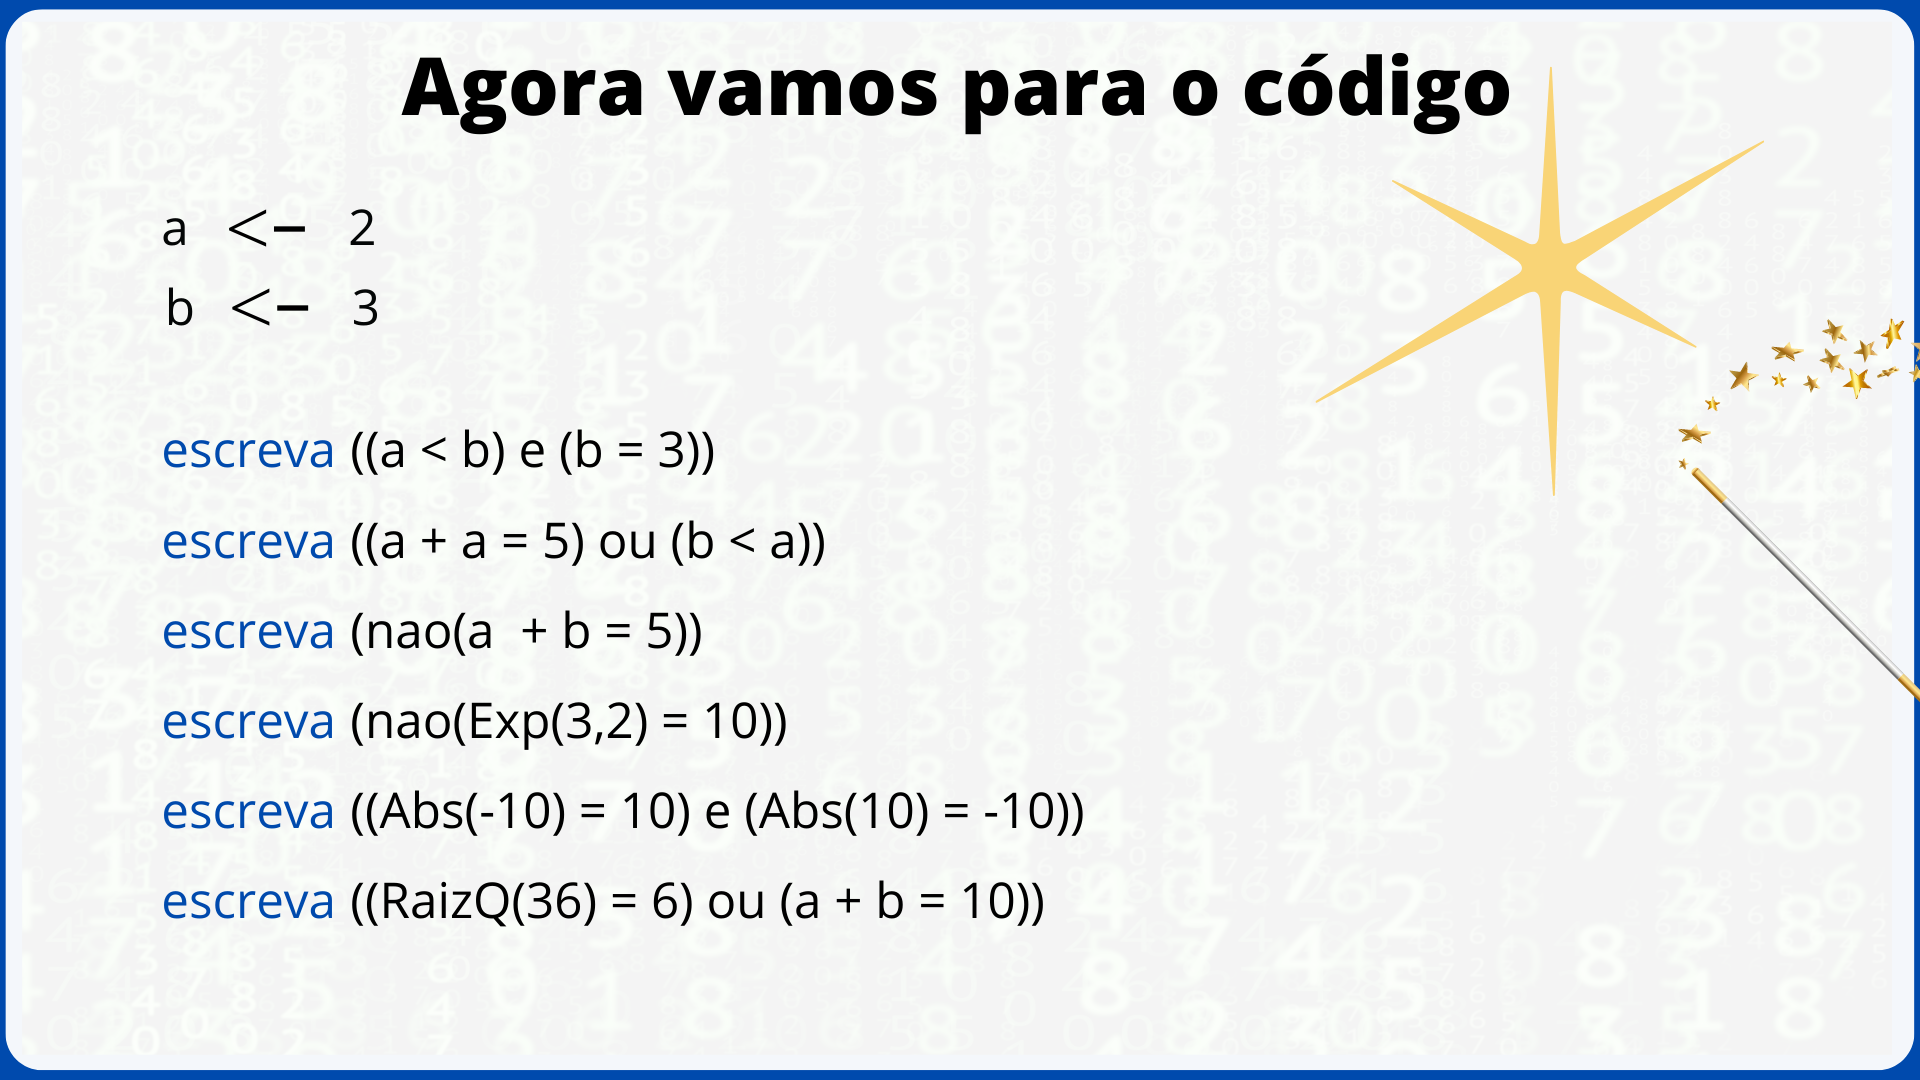 Agora vamos para o código
a <– 2
b <– 3
escreva ((a < b) e (b = 3))
escreva ((a + a = 5) ou (b < a))
escreva (nao(a  + b = 5))
escreva (nao(Exp(3,2) = 10))
escreva ((Abs(-10) = 10) e (Abs(10) = -10))
escreva ((RaizQ(36) = 6) ou (a + b = 10))